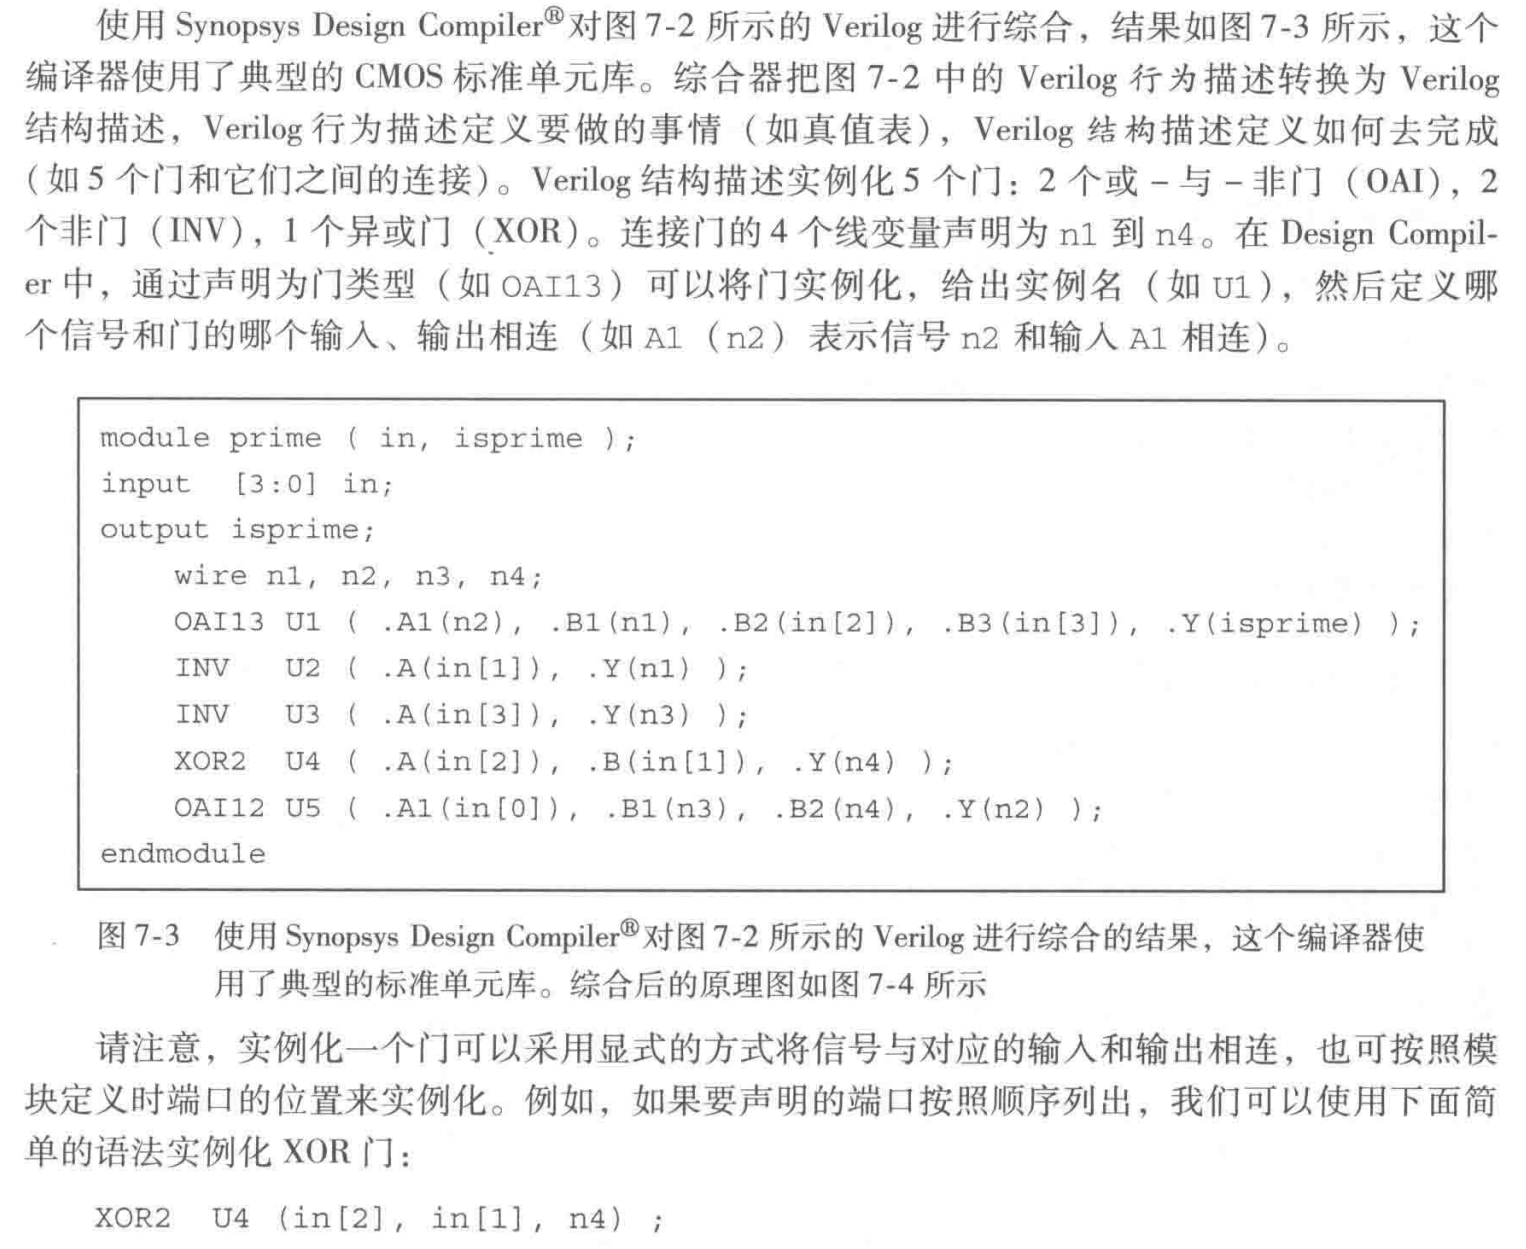 使用 Synopsys Design Compiler®对图 7-2 所示的 Verilog 进行综合，结果如图 7-3 所示，这个
编译器使用了典型的 CMOS 标准单元库。综合器把图 7-2 中的 Verilog 行为描述转换为 Verilog
结构描述，Verilog 行为描述定义要做的事情（如真值表），Verilog 结构描述定义如何去完成
（如 5 个门和它们之间的连接）。Verilog 结构描述实例化 5 个门：2 个或－与－非门（OAI），2
个非门（INV），1 个异或门（XOR）。连接门的 4 个线变量声明为 n1 到 n4。在 Design Compil-
er 中，通过声明为门类型（如 OAI13）可以将门实例化，给出实例名（如 U1），然后定义哪
个信号和门的哪个输入、输出相连（如 A1（n2）表示信号 n2 和输入 A1 相连）。
module prime ( in, isprime );
input  [3:0] in;
output isprime;
    wire n1, n2, n3, n4;
    OAI13 U1 ( .A1(n2), .B1(n1), .B2(in[2]), .B3(in[3]), .Y(isprime) );
    INV   U2 ( .A(in[1]), .Y(n1) );
    INV   U3 ( .A(in[3]), .Y(n3) );
    XOR2  U4 ( .A(in[2]), .B(in[1]), .Y(n4) );
    OAI12 U5 ( .A1(in[0]), .B1(n3), .B2(n4), .Y(n2) );
endmodule
图 7-3　使用 Synopsys Design Compiler®对图 7-2 所示的 Verilog 进行综合的结果，这个编译器使
用了典型的标准单元库。综合后的原理图如图 7-4 所示
请注意，实例化一个门可以采用显式的方式将信号与对应的输入和输出相连，也可按照模
块定义时端口的位置来实例化。例如，如果要声明的端口按照顺序列出，我们可以使用下面简
单的语法实例化 XOR 门：
XOR2  U4 (in[2], in[1], n4) ;